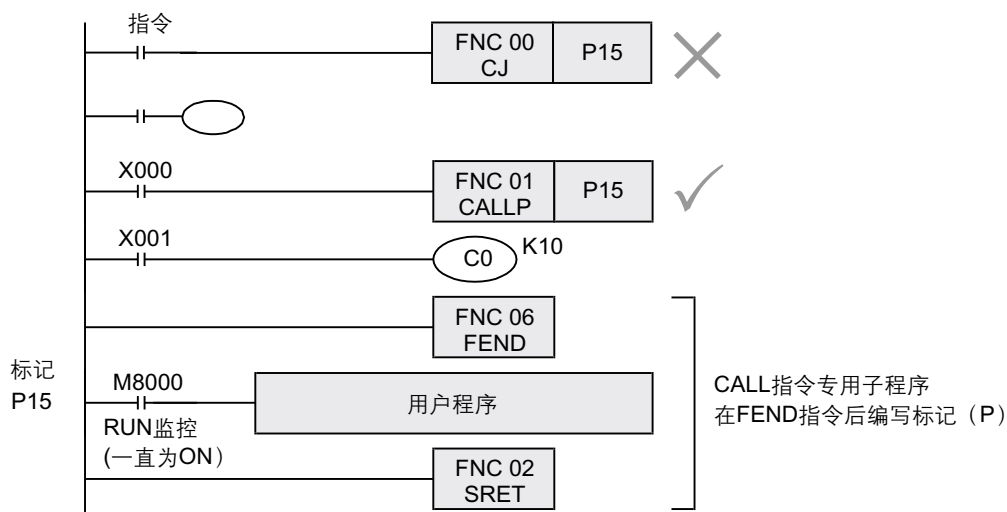 指令
FNC 00
CJ
P15
X000
FNC 01
CALLP
P15
X001
C0
K10
FNC 06
FEND
标记
P15
M8000
用户程序
RUN监控
(一直为ON）
CALL指令专用子程序
在FEND指令后编写标记（P）
FNC 02
SRET